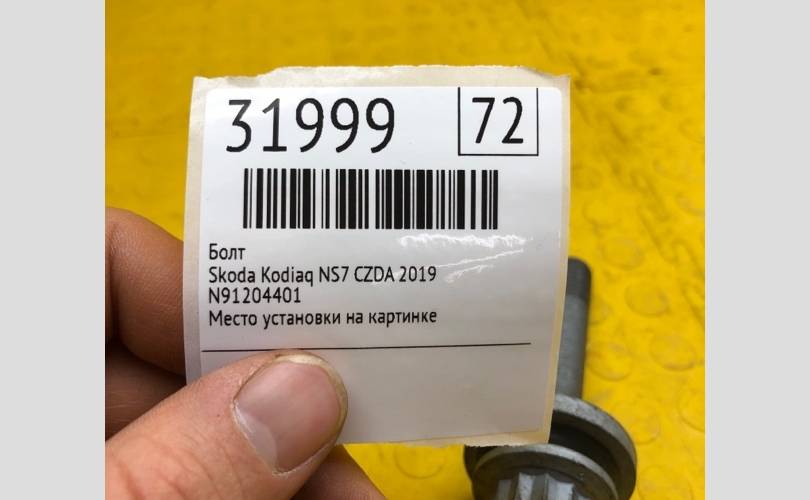 31999 72
Болт
Skoda Kodiaq NS7 CZDA 2019
N91204401
Место установки на картинке